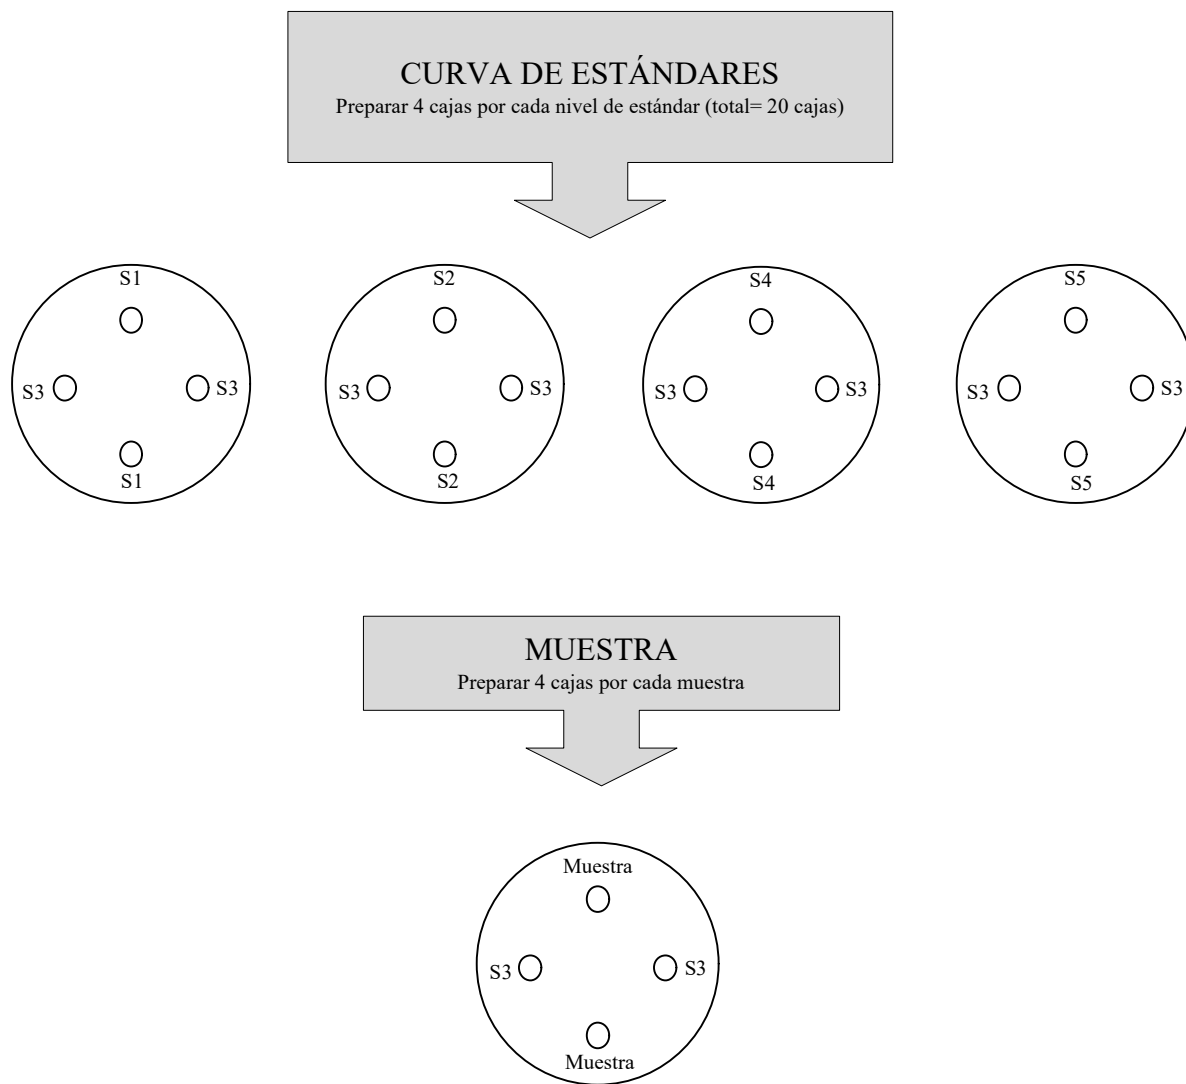 CURVA DE ESTÁNDARES
Preparar 4 cajas por cada nivel de estándar (total= 20 cajas)
S1
S3
S3
S1
S2
S3
S3
S2
S4
S3
S3
S4
S5
S3
S3
S5
MUESTRA
Preparar 4 cajas por cada muestra
Muestra
S3
S3
Muestra